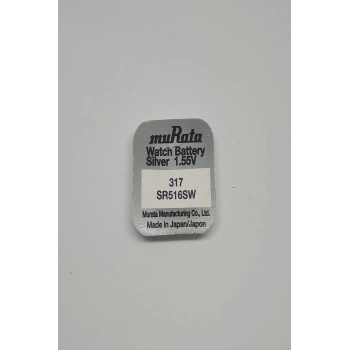 muRata
Watch Battery
Silver 1.55V
317
SR516SW
Murata Manufacturing Co., Ltd.
Made in Japan/Japon